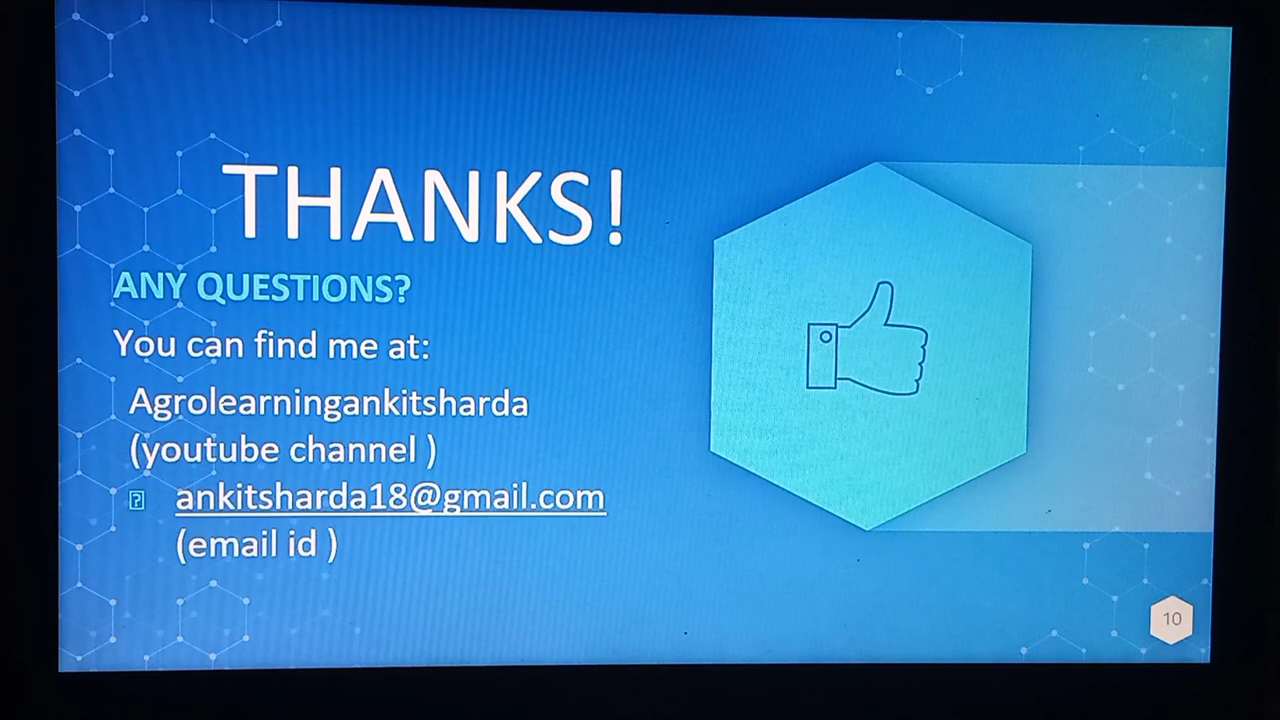 THANKS!
ANY QUESTIONS?
You can find me at:
Agrolearningankitsharda
(youtube channel )
ankitsharda18@gmail.com
(email id )
10